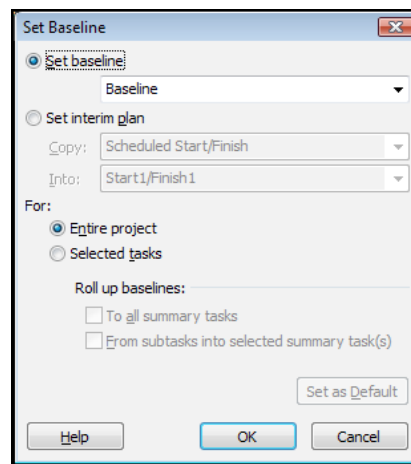 Set Baseline
Set baseline
Baseline
Set interim plan
Copy: Scheduled Start/Finish
Into: Start1/Finish1
For:
Entire project
Selected tasks
Roll up baselines:
To all summary tasks
From subtasks into selected summary task(s)
Set as Default
Help OK Cancel